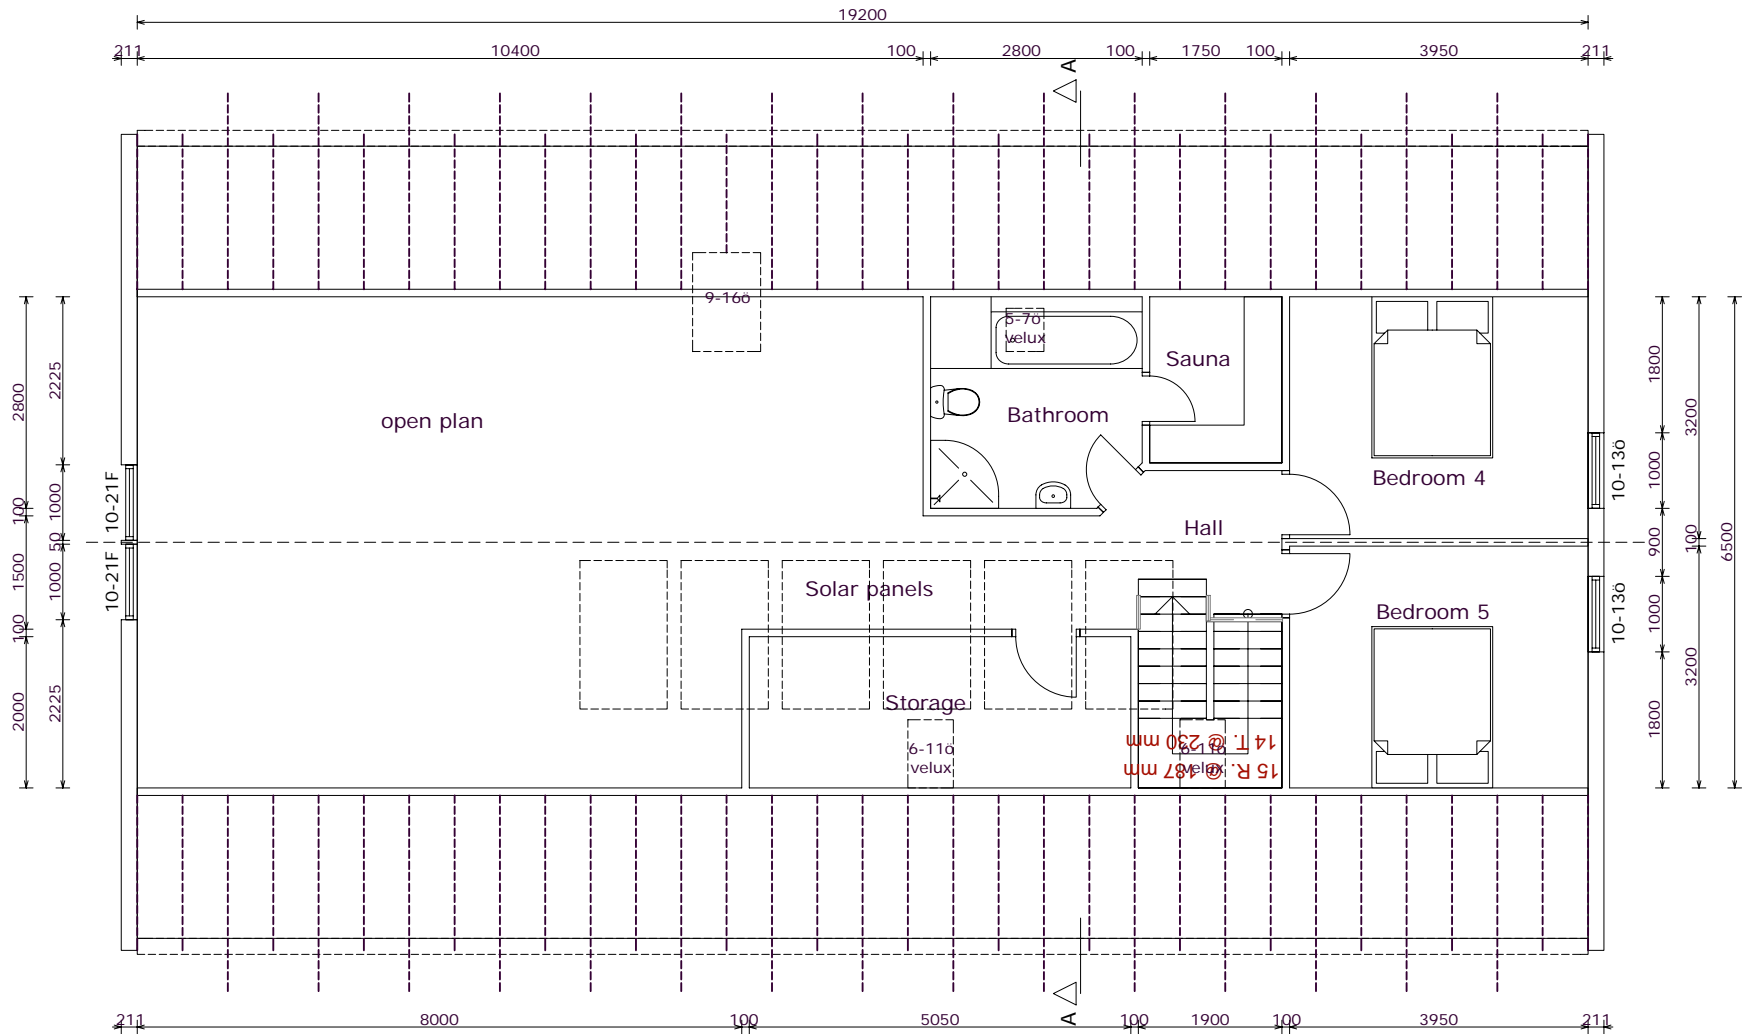 19200
211
10400
100
2800
100
1750
100
3950
211
A
9-16ö
5-7ö
velux
Sauna
Bathroom
open plan
Bedroom 4
Hall
Solar panels
Bedroom 5
Storage
6-11ö
velux
6-11ö
velux
14 T. @ 230 mm
15 R. @ 187 mm
10-21F
10-21F
10-13ö
10-13ö
2800
100
1500
100
2000
2225
1000
50
1000
2225
1800
1000
900
1000
1800
3200
100
3200
6500
A
211
8000
100
5050
100
1900
100
3950
211